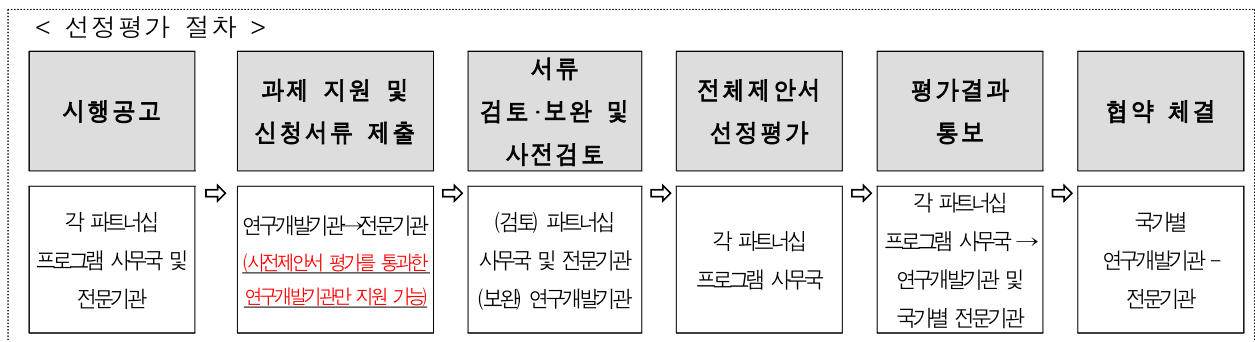 < 선정평가 절차 >
시행공고
과제 지원 및
신청서류 제출
서류
검토·보완 및
사전검토
전체제안서
선정평가
평가결과
통보
협약 체결
각 파트너십
프로그램 사무국 및
전문기관
⇨
연구개발기관→전문기관
(사전제안서 평가를 통과한
연구개발기관만 지원 가능)
⇨
(검토) 파트너십
사무국 및 전문기관
(보완) 연구개발기관
⇨
각 파트너십
프로그램 사무국
⇨
각 파트너십
프로그램 사무국 →
연구개발기관 및
국가별 전문기관
⇨
국가별
연구개발기관 –
전문기관